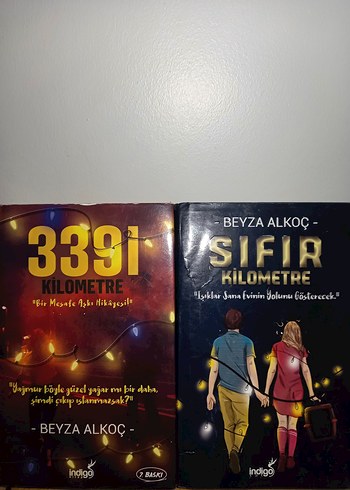 3391
KİLOMETRE
"Bir Mesafe Aşkı Hikâyesi"
"Yağmur böyle güzel yağar mı bir daha,
şimdi çıkıp ıslanmazsak?"
- BEYZA ALKOÇ -
indigo
7. BASKI
- BEYZA ALKOÇ -
SIFIR
KİLOMETRE
"Işıklar Sana Evinin Yolunu Gösterecek."
indigo